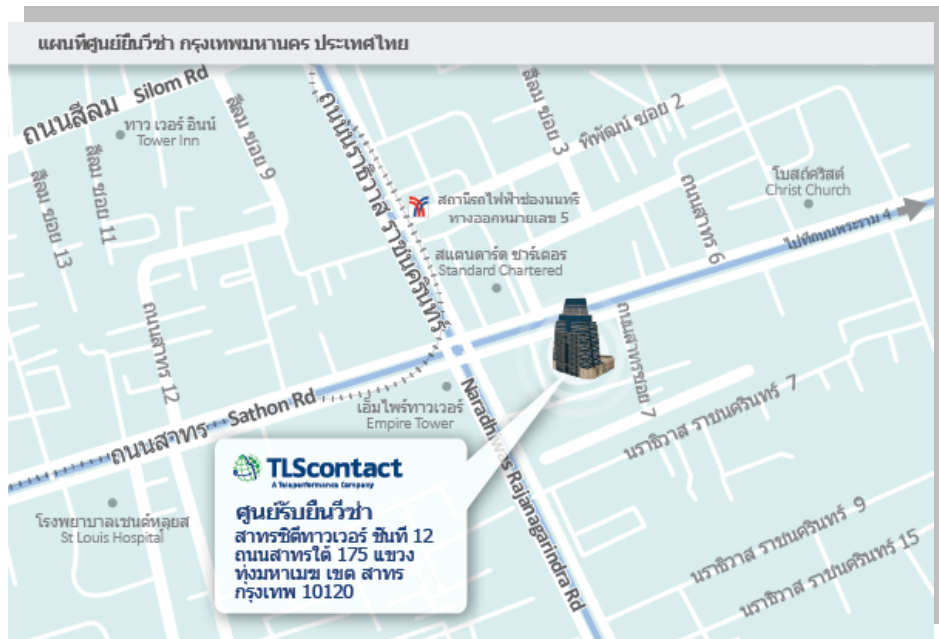 แผนที่ศูนย์ยื่นวีซ่า กรุงเทพมหานคร ประเทศไทย
ถนนสีลม Silom Rd
ทาว เวอร์ อินน์
Tower Inn
สีลม ซอย 9
สีลม ซอย 11
สีลม ซอย 13
ถนนนราธิวาส ราชนครินทร์
สีลม ซอย 3
พิพัฒน์ ซอย 2
สถานีรถไฟฟ้าช่องนนทรี
ทางออกหมายเลข 5
สแตนดาร์ด ชาร์เตอร์
Standard Chartered
ถนนสาทร 6
โบสถ์คริสต์
Christ Church
ไปที่ถนนพระราม 4
ถนนสาทร 12
ถนนสาทร Sathon Rd
เอ็มไพร์ทาวเวอร์
Empire Tower
ถนนสาทรซอย 7
นราธิวาส ราชนครินทร์ 7
Naradhiwas Rajanagarindra Rd
TLScontact
A Teleperformance Company
ศูนย์รับยื่นวีซ่า
สาทรซิตีทาวเวอร์ ชั้นที่ 12
ถนนสาทรใต้ 175 แขวง
ทุ่งมหาเมฆ เขต สาทร
กรุงเทพ 10120
โรงพยาบาลเซนต์หลุยส
St Louis Hospital
นราธิวาส ราชนครินทร์ 9
นราธิวาส ราชนครินทร์ 15